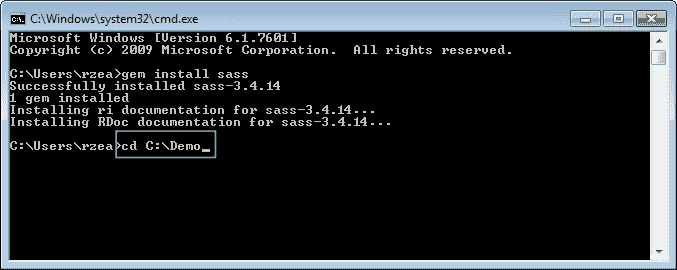 C:\Windows\system32\cmd.exe
Microsoft Windows [Version 6.1.7601]
Copyright (c) 2009 Microsoft Corporation.  All rights reserved.
C:\Users\rzea>gem install sass
Successfully installed sass-3.4.14
1 gem installed
Installing ri documentation for sass-3.4.14...
Installing RDoc documentation for sass-3.4.14...
C:\Users\rzea>cd C:\Demo_